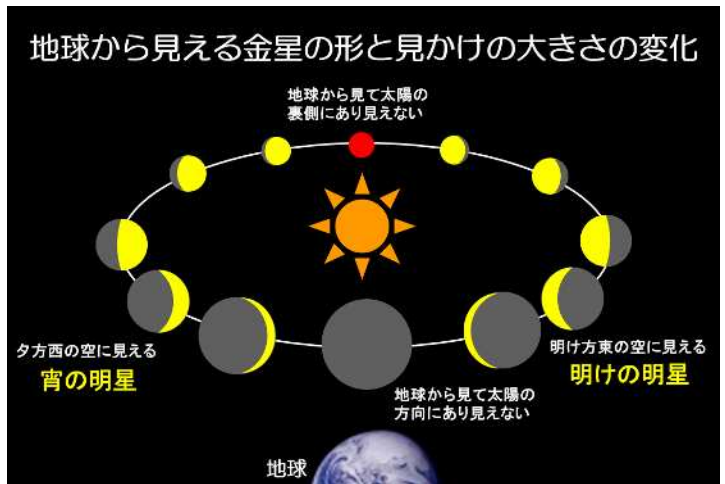 地球から見える金星の形と見かけの大きさの変化
地球から見て太陽の
裏側にあり見えない
夕方西の空に見える
宵の明星
明け方東の空に見える
明けの明星
地球から見て太陽の
方向にあり見えない
地球